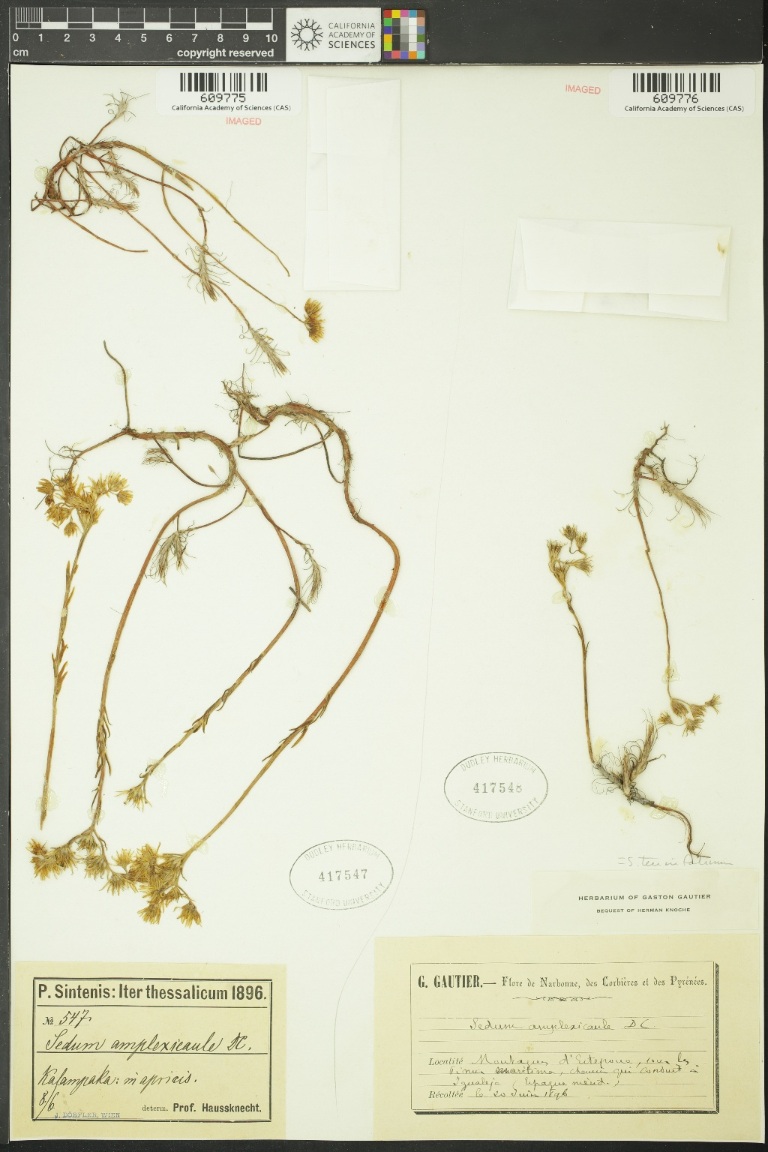 0 1 2 3 4 5 6 7 8 9 10
cm
copyright reserved
CALIFORNIA
ACADEMY OF
SCIENCES
609775
California Academy of Sciences (CAS)
IMAGED
IMAGED
609776
California Academy of Sciences (CAS)
DUDLEY HERBARIUM
417548
STANFORD UNIVERSITY
DUDLEY HERBARIUM
417547
STANFORD UNIVERSITY
= S. tenuifolium
HERBARIUM OF GASTON GAUTIER
BEQUEST OF HERMAN KNOCHE
P. Sintenis: Iter thessalicum 1896.
№ 547.
Sedum amplexicaule DC.
Kalampaka: in apricis.
8/6
determ. Prof. Haussknecht.
J. DÖRFLER, WIEN
G. GAUTIER.— Flore de Narbonne, des Corbières et des Pyrénées.
Sedum amplexicaule DC
Localité Montagnes d'Estepona, sous les
Pinus maritima, chemin qui conduit à
Igualeja (Espagne mérid.)
Récoltée le 20 Juin 1896